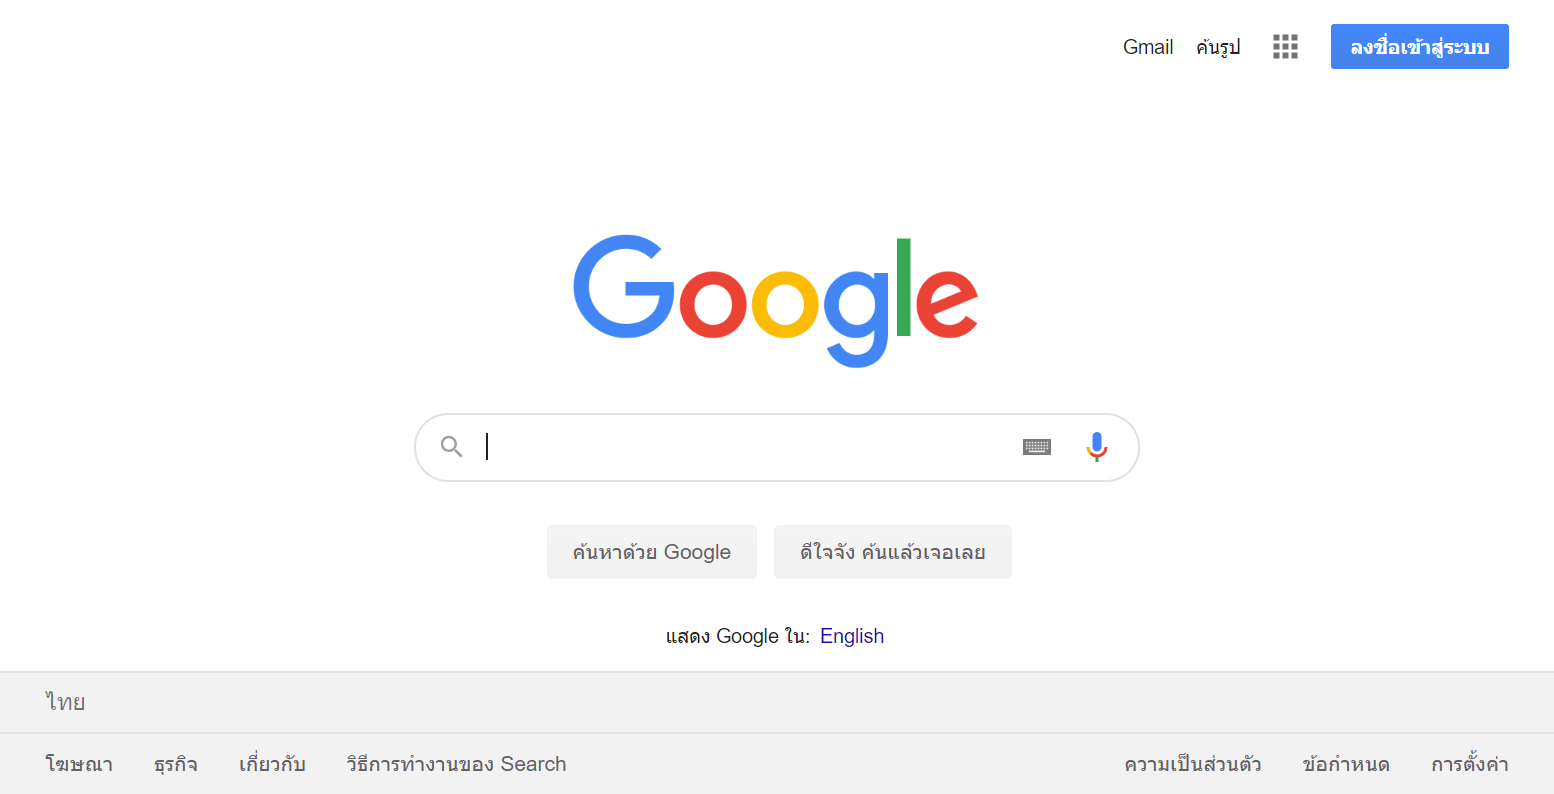 Gmail ค้นรูป ลงชื่อเข้าสู่ระบบ
Google
ค้นหาด้วย Google ดีใจจัง ค้นแล้วเจอเลย
แสดง Google ใน: English
ไทย
โฆษณา ธุรกิจ เกี่ยวกับ วิธีการทำงานของ Search ความเป็นส่วนตัว ข้อกำหนด การตั้งค่า